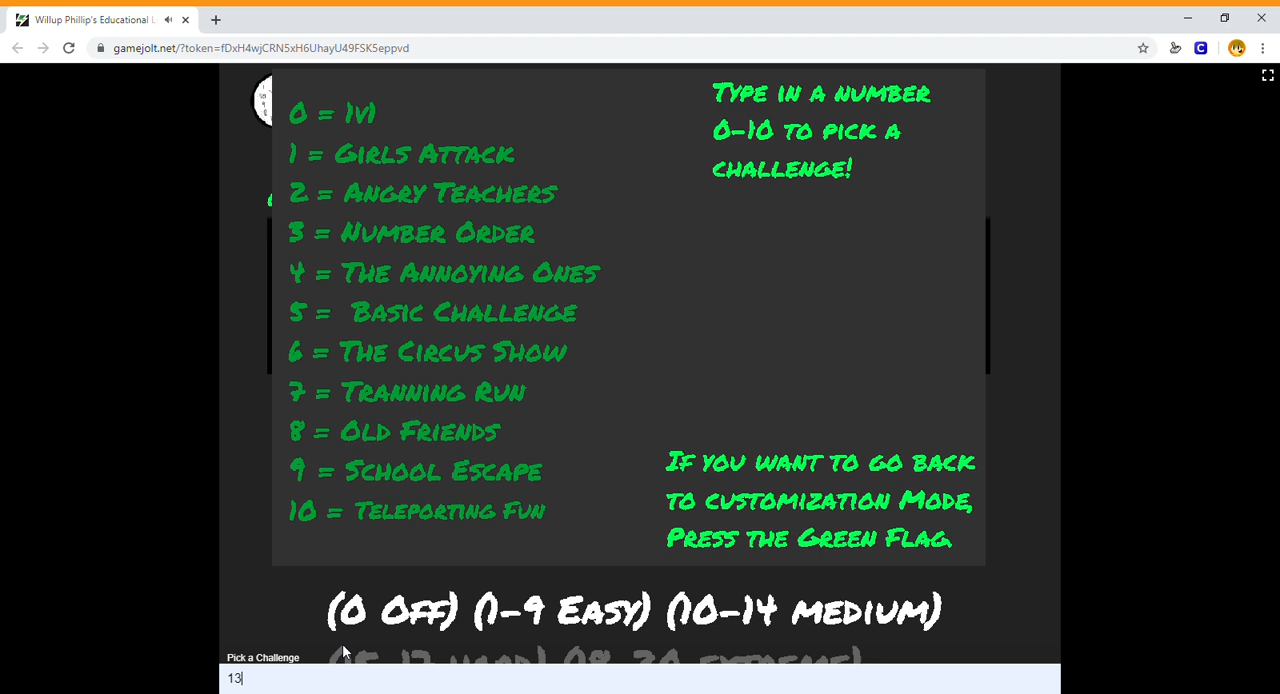 Willup Phillip's Educational i
gamejolt.net/?token=fDxH4wjCRN5xH6UhayU49FSK5eppvd
C
0 = 1v1
1 = Girls Attack
2 = Angry Teachers
3 = Number Order
4 = The Annoying Ones
5 = Basic Challenge
6 = The Circus Show
7 = Tranning Run
8 = Old Friends
9 = School Escape
10 = Teleporting Fun
Type in a number
0-10 to pick a
challenge!
If you want to go back
to customization Mode,
Press the Green Flag.
(0 Off) (1-9 Easy) (10-14 medium)
Pick a Challenge
13